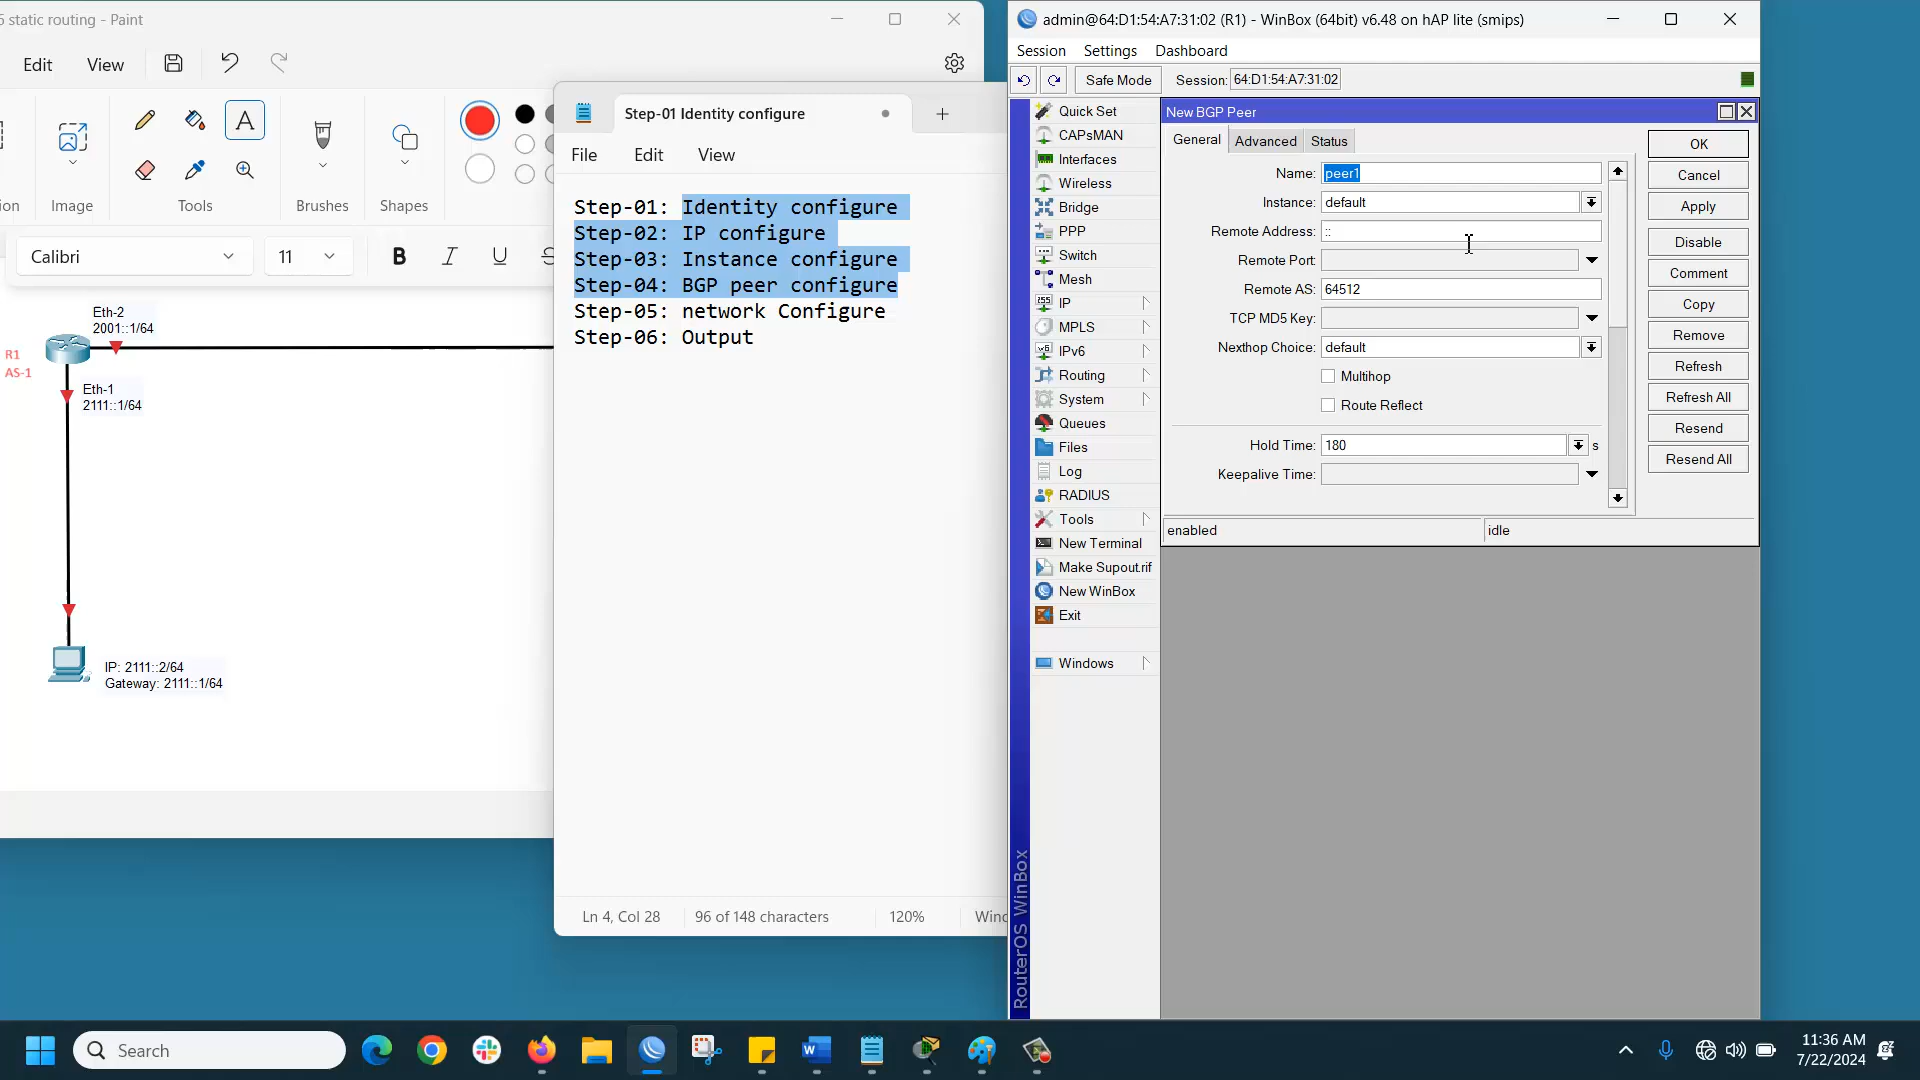 6 static routing - Paint
Edit
View
ion
Image
Tools
Brushes
Shapes
Calibri
11
B
I
U
S
A
Eth-2
2001::1/64
R1
AS-1
Eth-1
2111::1/64
IP: 2111::2/64
Gateway: 2111::1/64
Step-01 Identity configure
File
Edit
View
Step-01: Identity configure
Step-02: IP configure
Step-03: Instance configure
Step-04: BGP peer configure
Step-05: network Configure
Step-06: Output
Ln 4, Col 28
96 of 148 characters
120%
Winc
admin@64:D1:54:A7:31:02 (R1) - WinBox (64bit) v6.48 on hAP lite (smips)
Session
Settings
Dashboard
Safe Mode
Session:
64:D1:54:A7:31:02
Quick Set
CAPsMAN
Interfaces
Wireless
Bridge
PPP
Switch
Mesh
255
IP
MPLS
v6
IPv6
Routing
System
Queues
Files
Log
RADIUS
Tools
New Terminal
Make Supout.rif
New WinBox
Exit
Windows
RouterOS WinBox
New BGP Peer
General
Advanced
Status
Name: peer1
Instance: default
Remote Address: ::
Remote Port:
Remote AS: 64512
TCP MD5 Key:
Nexthop Choice: default
Multihop
Route Reflect
Hold Time: 180 s
Keepalive Time:
OK
Cancel
Apply
Disable
Comment
Copy
Remove
Refresh
Refresh All
Resend
Resend All
enabled
idle
Search
11:36 AM
7/22/2024